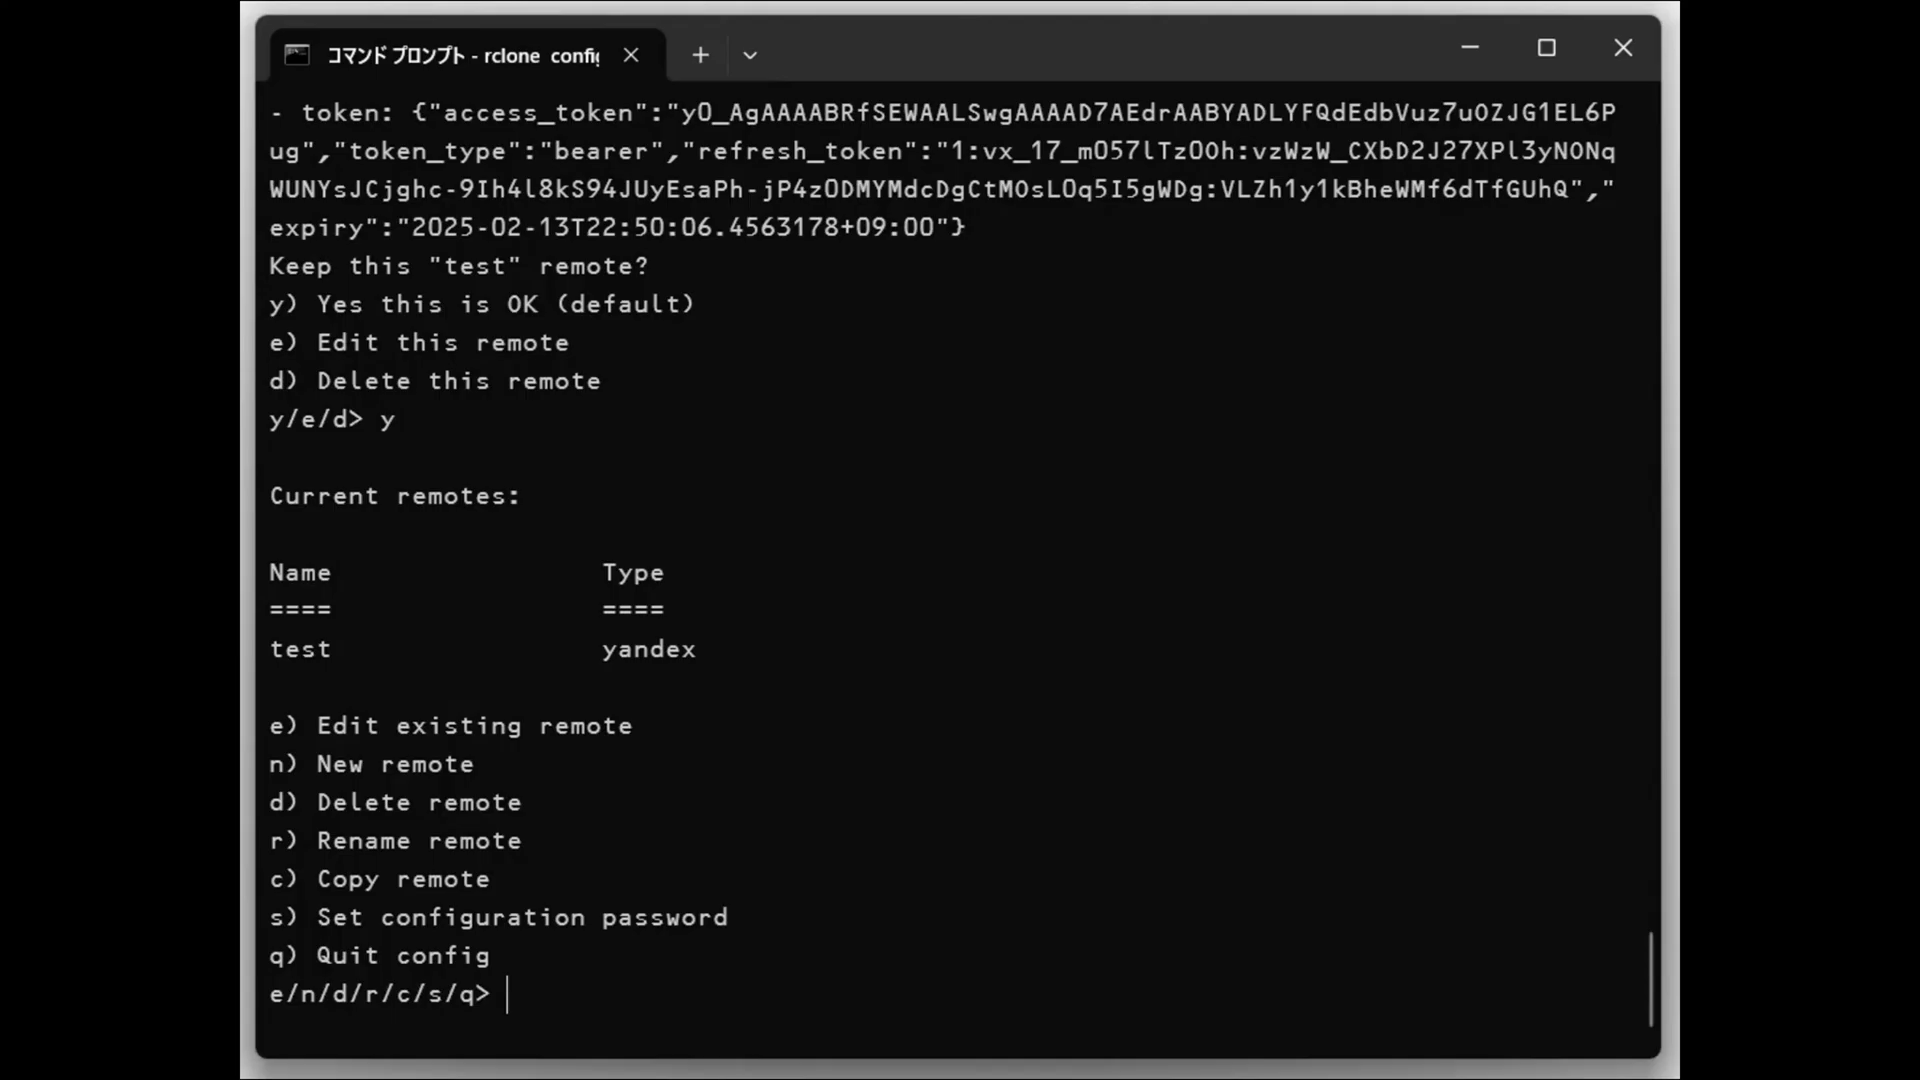 コマンド プロンプト - rclone config
- token: {"access_token":"y0_AgAAAABRfSEWAALSwgAAAAD7AEdrAABYADLYFQdEdbVuz7u0ZJG1EL6P
ug","token_type":"bearer","refresh_token":"1:vx_17_m057lTz00h:vzWzW_CXbD2J27XPl3yN0Nq
WUNYsJCjghc-9Ih4l8kS94JUyEsaPh-jP4zODMYMdcDgCtM0sLOq5I5gWDg:VLZh1y1kBheWMf6dTfGUhQ","
expiry":"2025-02-13T22:50:06.4563178+09:00"}
Keep this "test" remote?
y) Yes this is OK (default)
e) Edit this remote
d) Delete this remote
y/e/d> y
Current remotes:
Name Type
==== ====
test yandex
e) Edit existing remote
n) New remote
d) Delete remote
r) Rename remote
c) Copy remote
s) Set configuration password
q) Quit config
e/n/d/r/c/s/q>